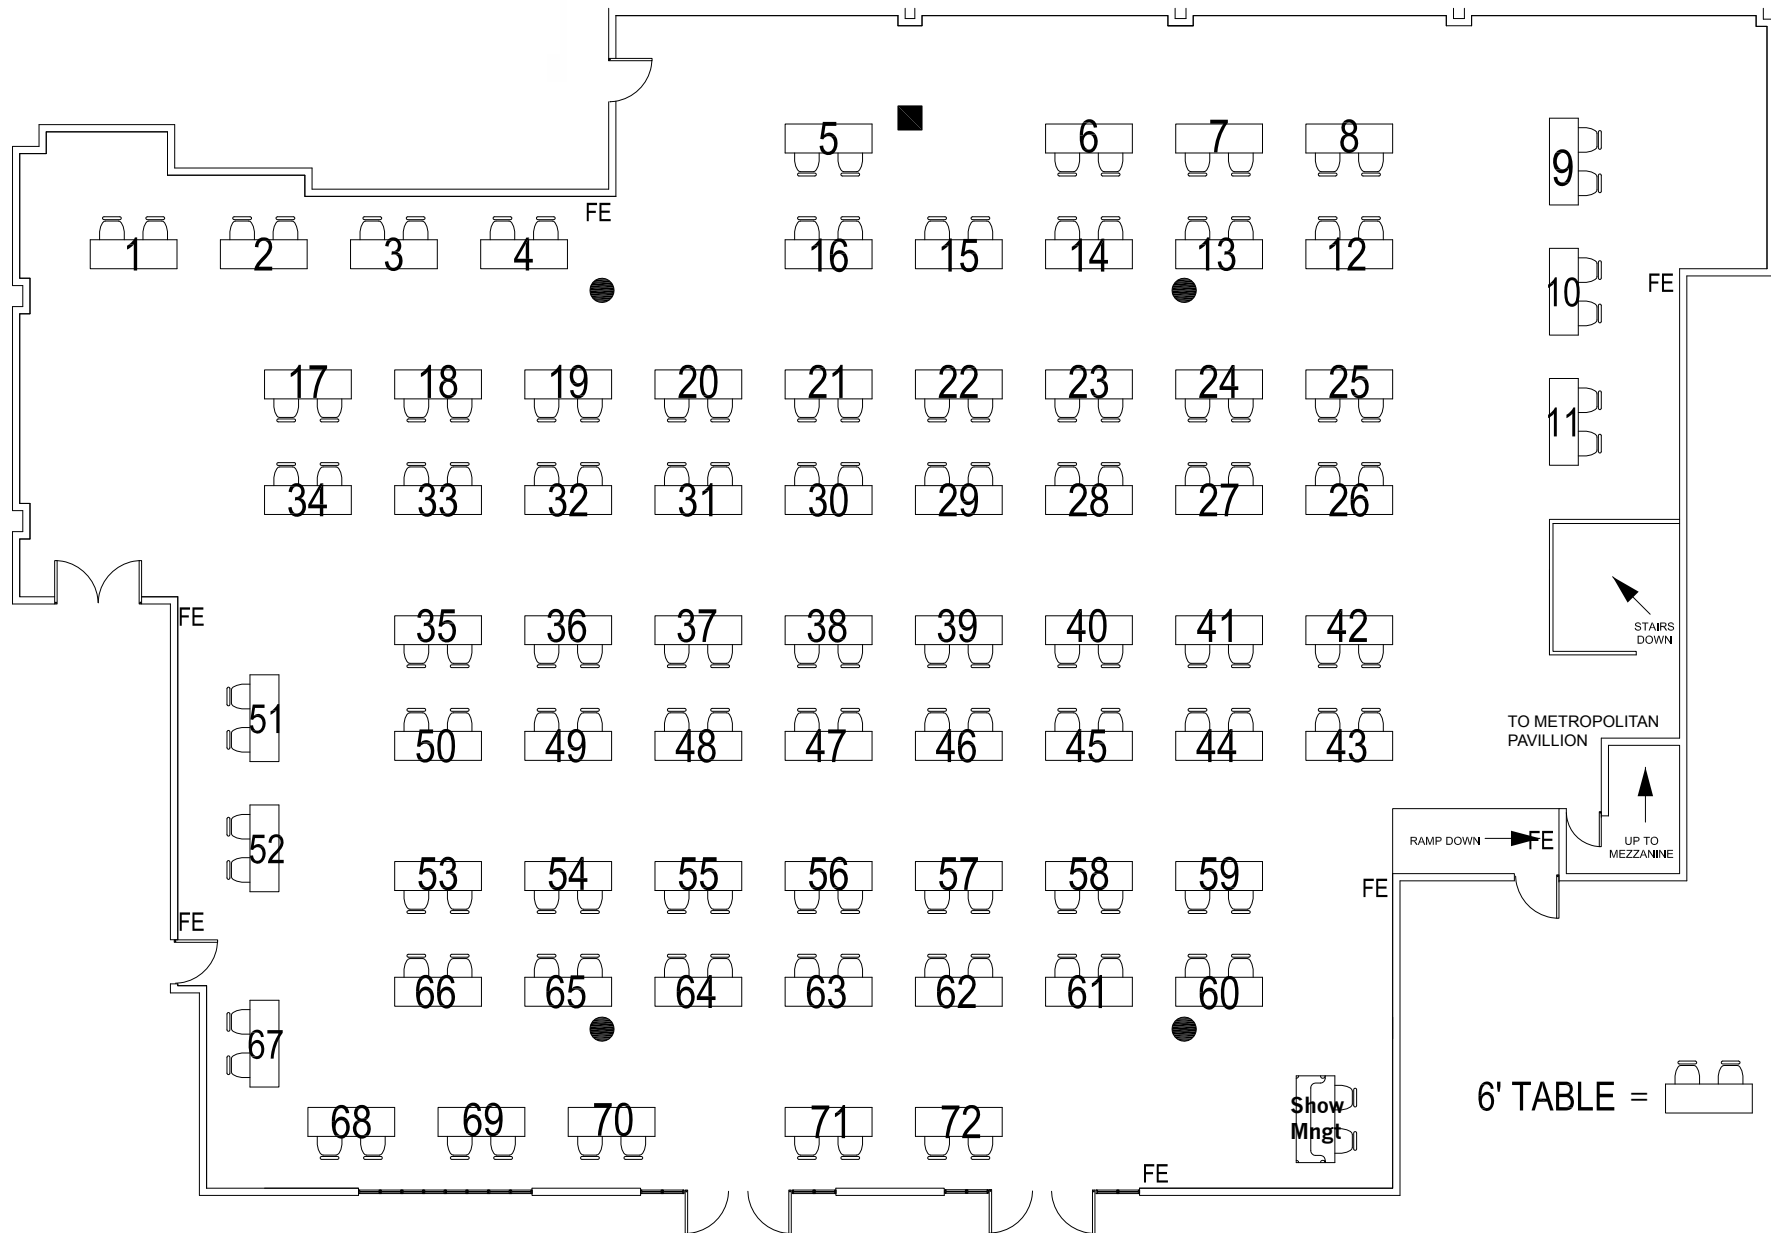 5 6 7 8
9
FE
1 2 3 4
16 15 14 13 12
10
FE
17 18 19 20 21 22 23 24 25
11
34 33 32 31 30 29 28 27 26
FE
35 36 37 38 39 40 41 42
STAIRS
DOWN
51
50 49 48 47 46 45 44 43
TO METROPOLITAN
PAVILLION
52
RAMP DOWN
FE
UP TO
MEZZANINE
53 54 55 56 57 58 59
FE
FE
66 65 64 63 62 61 60
67
68 69 70 71 72
Show
Mngt
6' TABLE =
FE